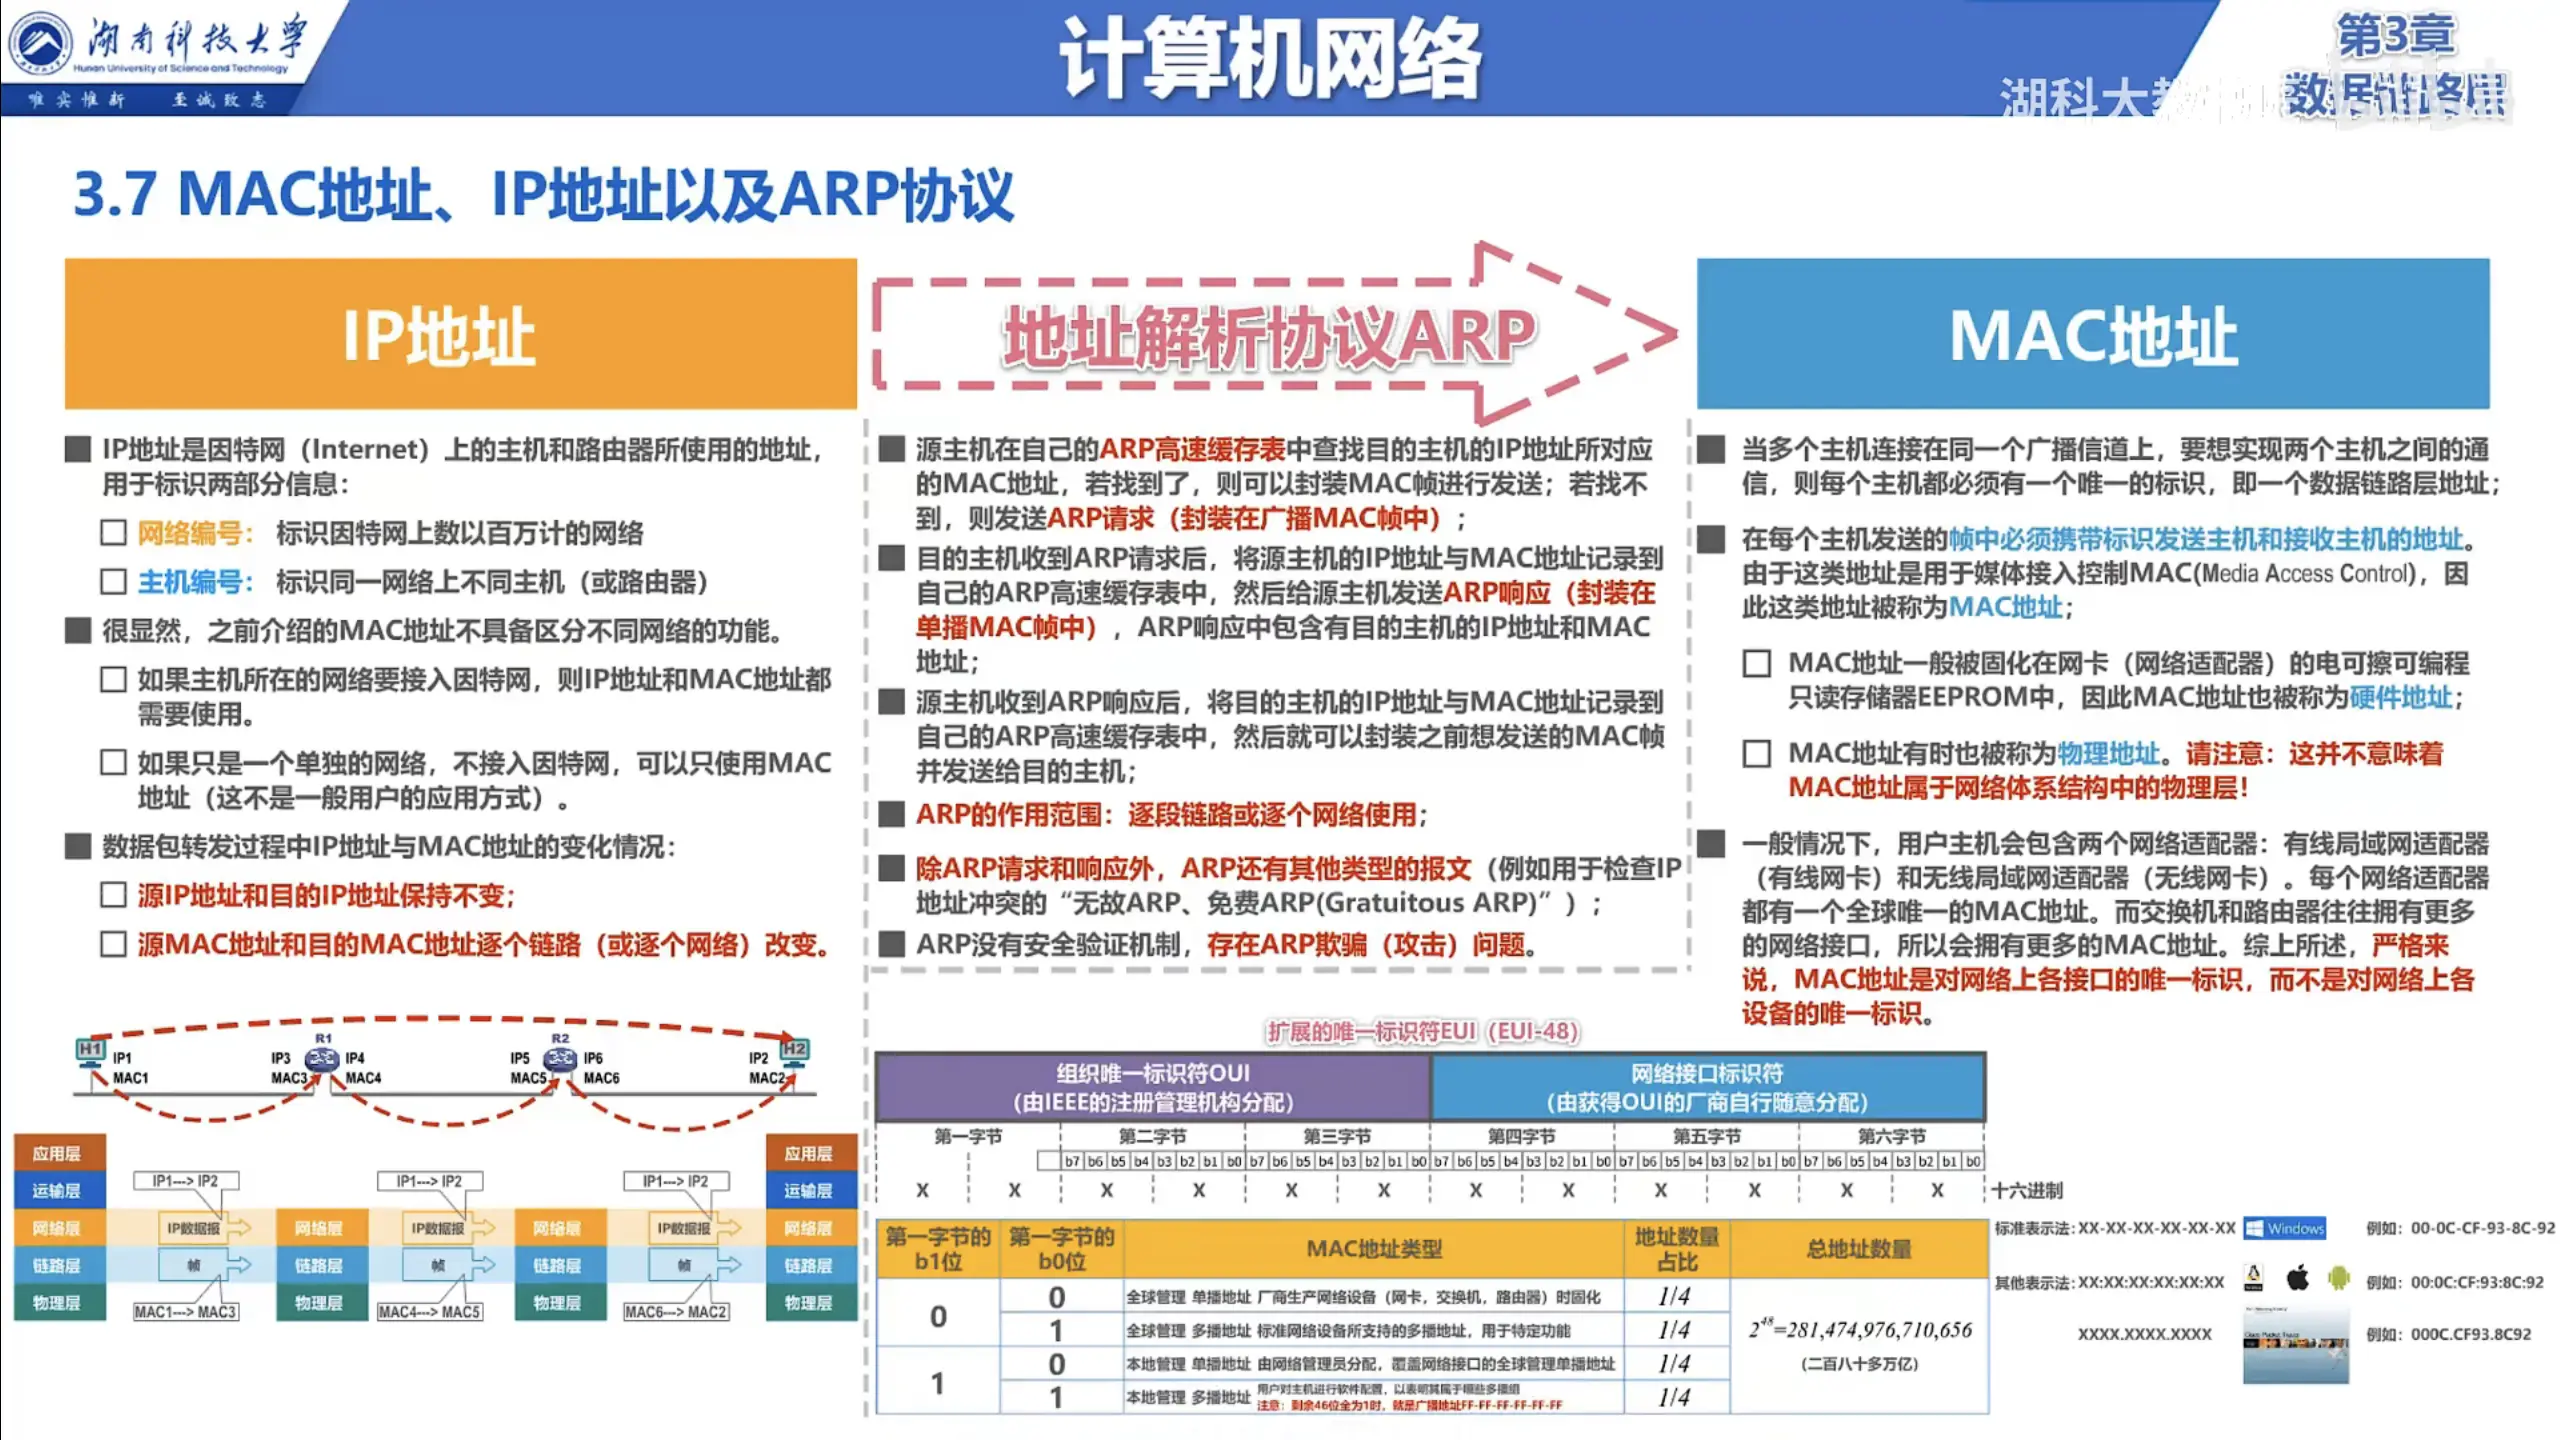 湖南科技大学
Hunan University of Science and Technology
唯实惟新 至诚致志
计算机网络
第3章
数据链路层
湖科大教
3.7 MAC地址、IP地址以及ARP协议
IP地址
■ IP地址是因特网（Internet）上的主机和路由器所使用的地址，
用于标识两部分信息：
□ 网络编号： 标识因特网上数以百万计的网络
□ 主机编号： 标识同一网络上不同主机（或路由器）
■ 很显然，之前介绍的MAC地址不具备区分不同网络的功能。
□ 如果主机所在的网络要接入因特网，则IP地址和MAC地址都
需要使用。
□ 如果只是一个单独的网络，不接入因特网，可以只使用MAC
地址（这不是一般用户的应用方式）。
■ 数据包转发过程中IP地址与MAC地址的变化情况：
□ 源IP地址和目的IP地址保持不变；
□ 源MAC地址和目的MAC地址逐个链路（或逐个网络）改变。
H1 IP1 MAC1
R1 IP3 MAC3 IP4 MAC4
R2 IP5 MAC5 IP6 MAC6
H2 IP2 MAC2
应用层 应用层
运输层 IP1---> IP2 IP1---> IP2 IP1---> IP2 运输层
网络层 IP数据报 网络层 IP数据报 网络层 IP数据报 网络层
链路层 帧 链路层 帧 链路层 帧 链路层
物理层 MAC1---> MAC3 物理层 MAC4---> MAC5 物理层 MAC6---> MAC2 物理层
地址解析协议ARP
■ 源主机在自己的ARP高速缓存表中查找目的主机的IP地址所对应
的MAC地址，若找到了，则可以封装MAC帧进行发送；若找不
到，则发送ARP请求（封装在广播MAC帧中）；
■ 目的主机收到ARP请求后，将源主机的IP地址与MAC地址记录到
自己的ARP高速缓存表中，然后给源主机发送ARP响应（封装在
单播MAC帧中），ARP响应中包含有目的主机的IP地址和MAC
地址；
■ 源主机收到ARP响应后，将目的主机的IP地址与MAC地址记录到
自己的ARP高速缓存表中，然后就可以封装之前想发送的MAC帧
并发送给目的主机；
■ ARP的作用范围：逐段链路或逐个网络使用；
■ 除ARP请求和响应外，ARP还有其他类型的报文（例如用于检查IP
地址冲突的“无故ARP、免费ARP(Gratuitous ARP)”）；
■ ARP没有安全验证机制，存在ARP欺骗（攻击）问题。
MAC地址
■ 当多个主机连接在同一个广播信道上，要想实现两个主机之间的通
信，则每个主机都必须有一个唯一的标识，即一个数据链路层地址；
■ 在每个主机发送的帧中必须携带标识发送主机和接收主机的地址。
由于这类地址是用于媒体接入控制MAC(Media Access Control)，因
此这类地址被称为MAC地址；
□ MAC地址一般被固化在网卡（网络适配器）的电可擦可编程
只读存储器EEPROM中，因此MAC地址也被称为硬件地址；
□ MAC地址有时也被称为物理地址。请注意：这并不意味着
MAC地址属于网络体系结构中的物理层！
■ 一般情况下，用户主机会包含两个网络适配器：有线局域网适配器
（有线网卡）和无线局域网适配器（无线网卡）。每个网络适配器
都有一个全球唯一的MAC地址。而交换机和路由器往往拥有更多
的网络接口，所以会拥有更多的MAC地址。综上所述，严格来
说，MAC地址是对网络上各接口的唯一标识，而不是对网络上各
设备的唯一标识。
扩展的唯一标识符EUI（EUI-48）
组织唯一标识符OUI 网络接口标识符
（由IEEE的注册管理机构分配） （由获得OUI的厂商自行随意分配）
第一字节 第二字节 第三字节 第四字节 第五字节 第六字节
b7 b6 b5 b4 b3 b2 b1 b0 b7 b6 b5 b4 b3 b2 b1 b0 b7 b6 b5 b4 b3 b2 b1 b0 b7 b6 b5 b4 b3 b2 b1 b0 b7 b6 b5 b4 b3 b2 b1 b0
X X X X X X X X X X X X 十六进制
第一字节的b1位 第一字节的b0位 MAC地址类型 地址数量占比 总地址数量
0 0 全球管理 单播地址 厂商生产网络设备（网卡，交换机，路由器）时固化 1/4
1 全球管理 多播地址 标准网络设备所支持的多播地址，用于特定功能 1/4
2^48=281,474,976,710,656
（二百八十多万亿）
1 0 本地管理 单播地址 由网络管理员分配，覆盖网络接口的全球管理单播地址 1/4
1 本地管理 多播地址 用户对主机进行软件配置，以表明其属于哪些多播组 1/4
注意：剩余46位全为1时，就是广播地址FF-FF-FF-FF-FF-FF
标准表示法：XX-XX-XX-XX-XX-XX Windows 例如：00-0C-CF-93-8C-92
其他表示法：XX:XX:XX:XX:XX:XX 例如：00:0C:CF:93:8C:92
XXXX.XXXX.XXXX Cisco Packet Tracer 例如：000C.CF93.8C92